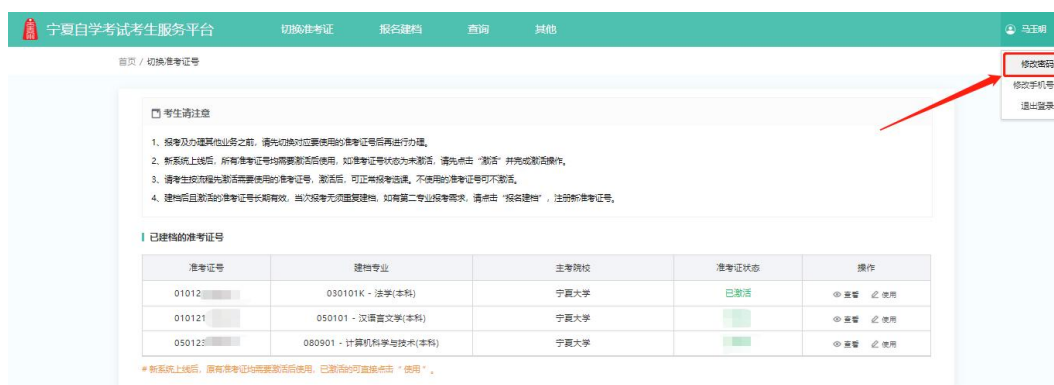 宁夏自学考试考生服务平台 切换准考证 报名建档 查询 其他 马玉明
首页 / 切换准考证号
修改密码
修改手机号
退出登录
考生请注意
1、报考及办理其他业务之前，请先切换对应要使用的准考证号后再进行办理。
2、新系统上线后，所有准考证号均需要激活后使用，如准考证号状态为未激活，请先点击“激活”并完成激活操作。
3、请考生按流程先激活需要使用的准考证号，激活后，可正常报考选课。不使用的准考证号可不激活。
4、建档后且激活的准考证号长期有效，当次报考无须重复建档，如有第二专业报考需求，请点击“报名建档”，注册新准考证号。
已建档的准考证号
准考证号 建档专业 主考院校 准考证状态 操作
01012 030101K - 法学(本科) 宁夏大学 已激活 查看 使用
010121 050101 - 汉语言文学(本科) 宁夏大学 查看 使用
050123 080901 - 计算机科学与技术(本科) 宁夏大学 查看 使用
# 新系统上线后，原有准考证均需要激活后使用，已激活的可直接点击“ 使用 ”。